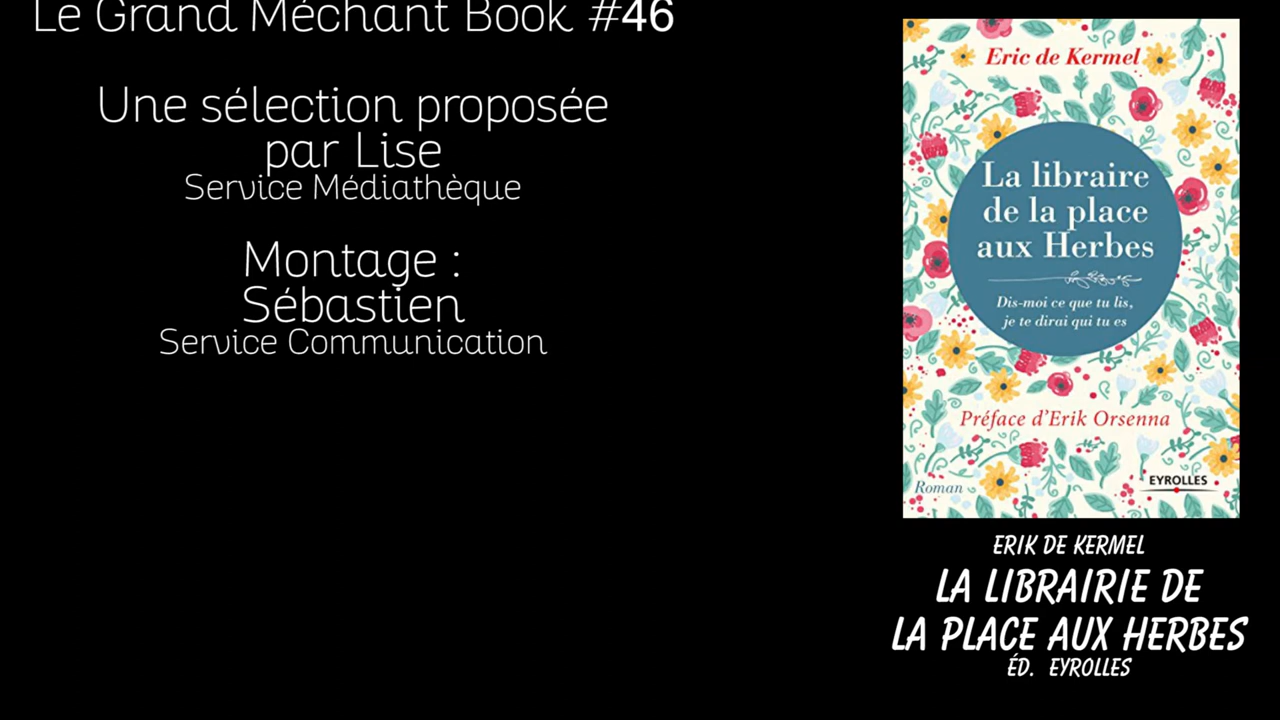 Le Grand Méchant Book #46
Une sélection proposée
par Lise
Service Médiathèque
Montage :
Sébastien
Service Communication
Eric de Kermel
La libraire
de la place
aux Herbes
Dis-moi ce que tu lis,
je te dirai qui tu es
Préface d'Erik Orsenna
Roman
EYROLLES
ERIK DE KERMEL
LA LIBRAIRIE DE
LA PLACE AUX HERBES
ÉD. EYROLLES